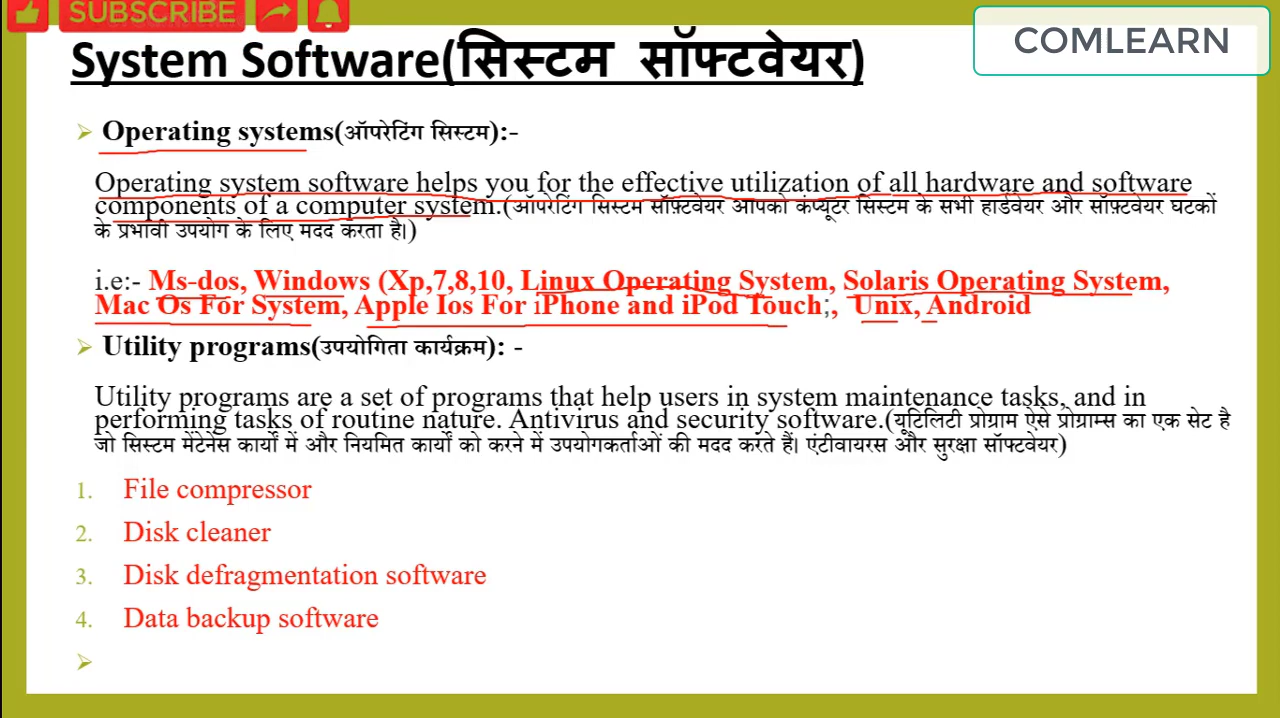 SUBSCRIBE
COMLEARN
System Software(सिस्टम सॉफ्टवेयर)
➢ Operating systems(ऑपरेटिंग सिस्टम):-
Operating system software helps you for the effective utilization of all hardware and software
components of a computer system.(ऑपरेटिंग सिस्टम सॉफ़्टवेयर आपको कंप्यूटर सिस्टम के सभी हार्डवेयर और सॉफ़्टवेयर घटकों
के प्रभावी उपयोग के लिए मदद करता है।)
i.e:- Ms-dos, Windows (Xp,7,8,10, Linux Operating System, Solaris Operating System,
Mac Os For System, Apple Ios For iPhone and iPod Touch;, Unix, Android
➢ Utility programs(उपयोगिता कार्यक्रम): -
Utility programs are a set of programs that help users in system maintenance tasks, and in
performing tasks of routine nature. Antivirus and security software.(यूटिलिटी प्रोग्राम ऐसे प्रोग्राम्स का एक सेट है
जो सिस्टम मेंटेनेंस कार्यों में और नियमित कार्यों को करने में उपयोगकर्ताओं की मदद करते हैं। एंटीवायरस और सुरक्षा सॉफ्टवेयर)
1. File compressor
2. Disk cleaner
3. Disk defragmentation software
4. Data backup software
➢